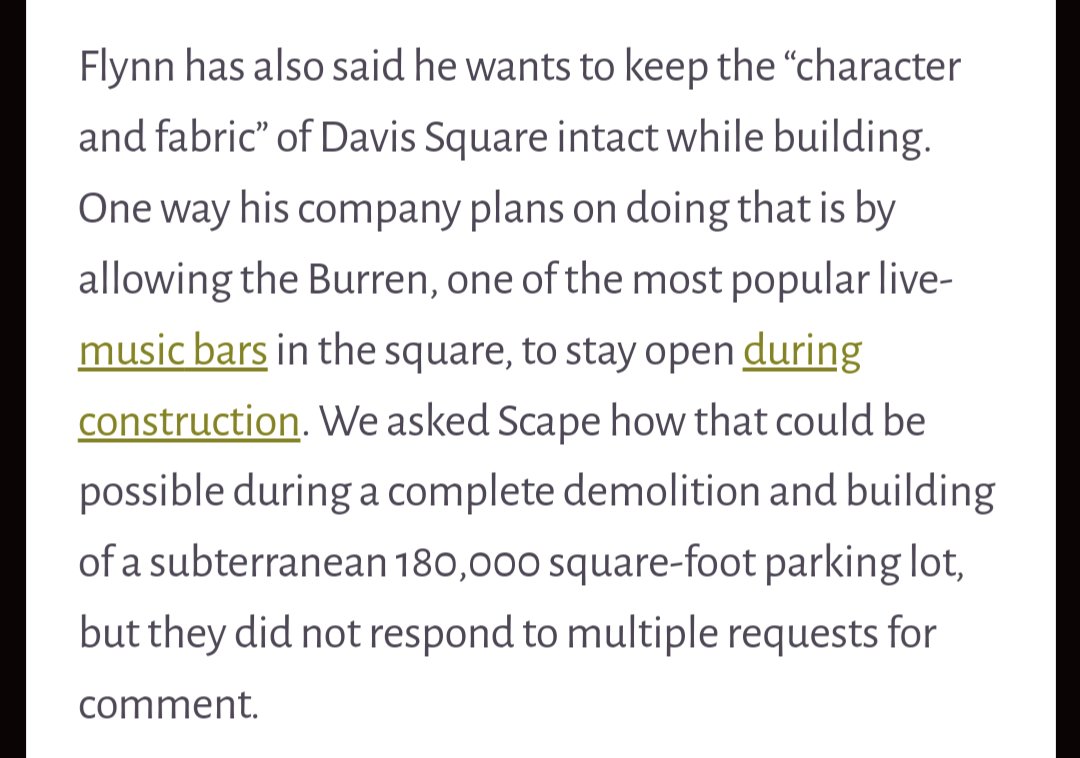 Flynn has also said he wants to keep the “character
and fabric” of Davis Square intact while building.
One way his company plans on doing that is by
allowing the Burren, one of the most popular live-
music bars in the square, to stay open during
construction. We asked Scape how that could be
possible during a complete demolition and building
of a subterranean 180,000 square-foot parking lot,
but they did not respond to multiple requests for
comment.